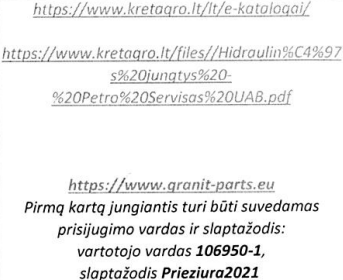 https://www.kretagro.lt/lt/e-katalogai/
https://www.kretagro.lt/files//Hidraulin%C4%97
s%20jungtys%20-
%20Petro%20Servisas%20UAB.pdf
https://www.granit-parts.eu
Pirmą kartą jungiantis turi būti suvedamas
prisijugimo vardas ir slaptažodis:
vartotojo vardas 106950-1,
slaptažodis Prieziura2021